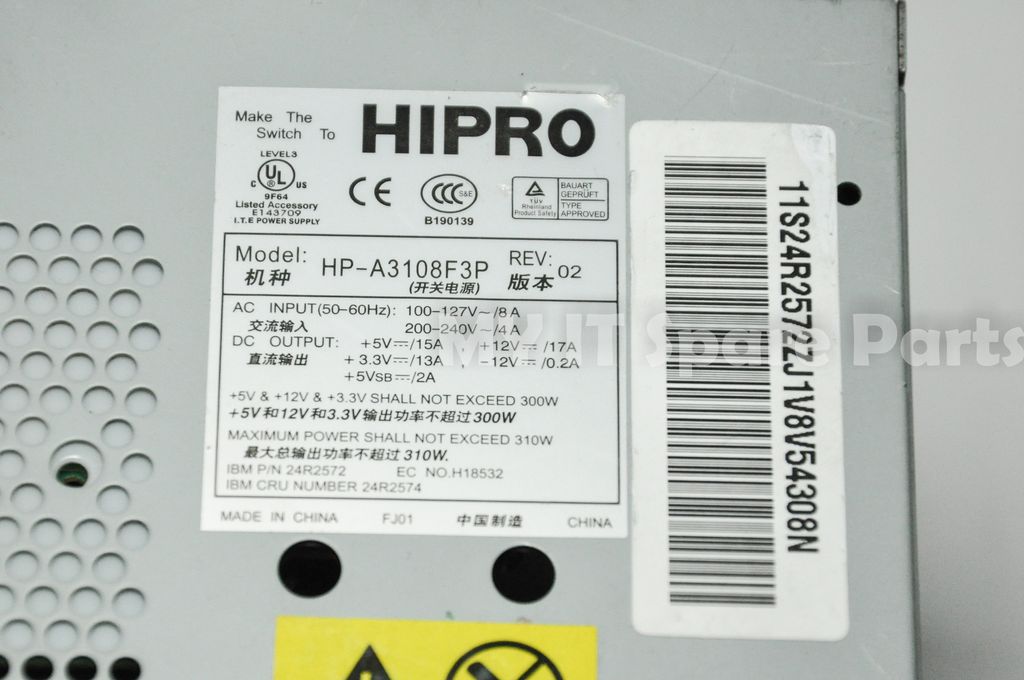 Make The
Switch To
HIPRO
LEVEL3
C UL US
9F64
Listed Accessory
E143709
I.T.E POWER SUPPLY
CE
CCC S&E
B190139
TÜV
Rheinland
Product Safety
BAUART
GEPRÜFT
TYPE
APPROVED
Model: HP-A3108F3P REV: 02
机种 (开关电源) 版本
AC INPUT(50-60Hz): 100-127V~/8A
交流输入 200-240V~/4A
DC OUTPUT: +5V⎓/15A +12V⎓/17A
直流输出 +3.3V⎓/13A , -12V⎓/0.2A
+5VSB⎓/2A
+5V & +12V & +3.3V SHALL NOT EXCEED 300W
+5V和12V和3.3V输出功率不超过300W
MAXIMUM POWER SHALL NOT EXCEED 310W
最大总输出功率不超过310W.
IBM P/N 24R2572 EC NO.H18532
IBM CRU NUMBER 24R2574
MADE IN CHINA FJ01 中国制造 CHINA
11S24R2572ZJ1V8V54308N
IT Spare Parts